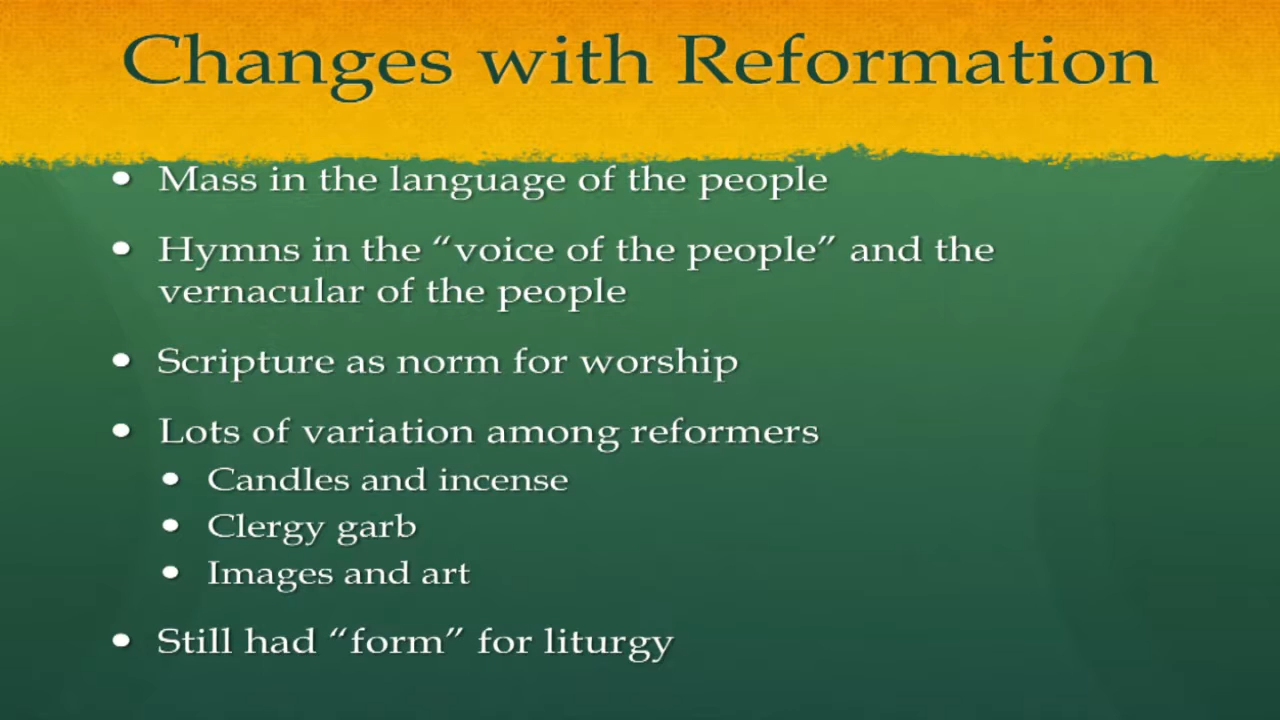 Changes with Reformation
• Mass in the language of the people
• Hymns in the “voice of the people” and the
vernacular of the people
• Scripture as norm for worship
• Lots of variation among reformers
• Candles and incense
• Clergy garb
• Images and art
• Still had “form” for liturgy